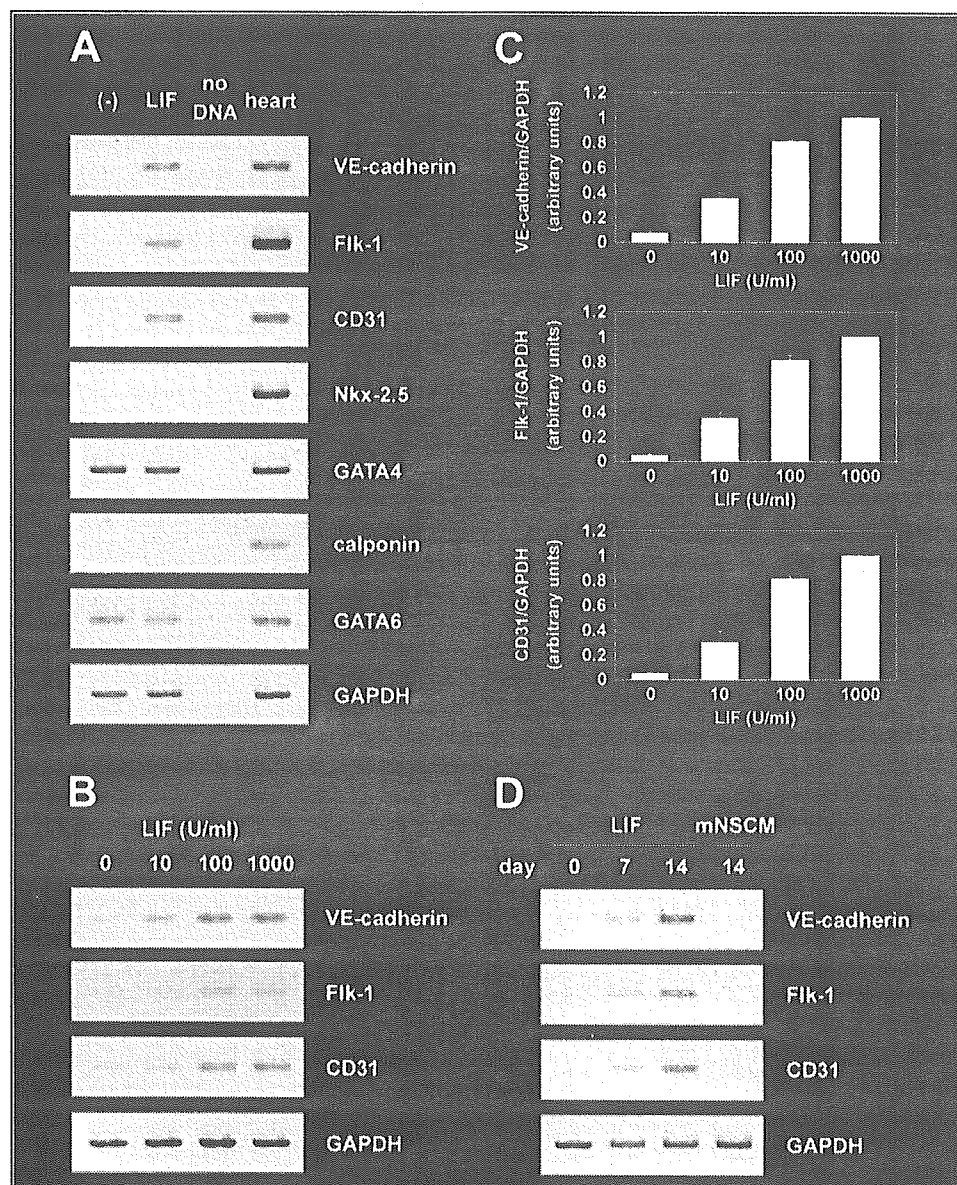 A
(-) LIF no DNA heart
VE-cadherin
Flk-1
CD31
Nkx-2.5
GATA4
calponin
GATA6
GAPDH
B
LIF (U/ml)
0 10 100 1000
VE-cadherin
Flk-1
CD31
GAPDH
C
VE-cadherin/GAPDH
(arbitrary units)
1.2
1
0.8
0.6
0.4
0.2
0
0 10 100 1000
LIF (U/ml)
Flk-1/GAPDH
(arbitrary units)
1.2
1
0.8
0.6
0.4
0.2
0
0 10 100 1000
LIF (U/ml)
CD31/GAPDH
(arbitrary units)
1.2
1
0.8
0.6
0.4
0.2
0
0 10 100 1000
LIF (U/ml)
D
LIF mNSCM
day 0 7 14 14
VE-cadherin
Flk-1
CD31
GAPDH